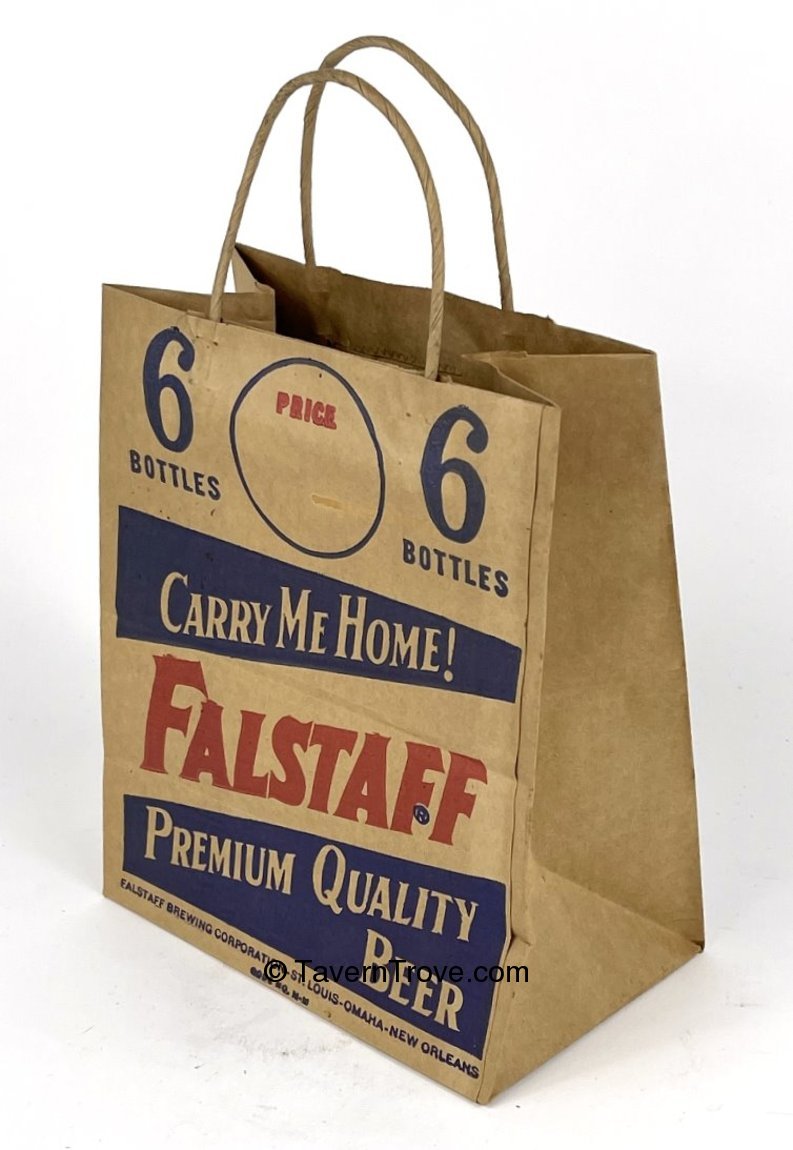 6
BOTTLES
PRICE
6
BOTTLES
CARRY ME HOME!
FALSTAFF
®
PREMIUM QUALITY
BEER
FALSTAFF BREWING CORPORATION-ST. LOUIS-OMAHA-NEW ORLEANS
© TavernTrove.com